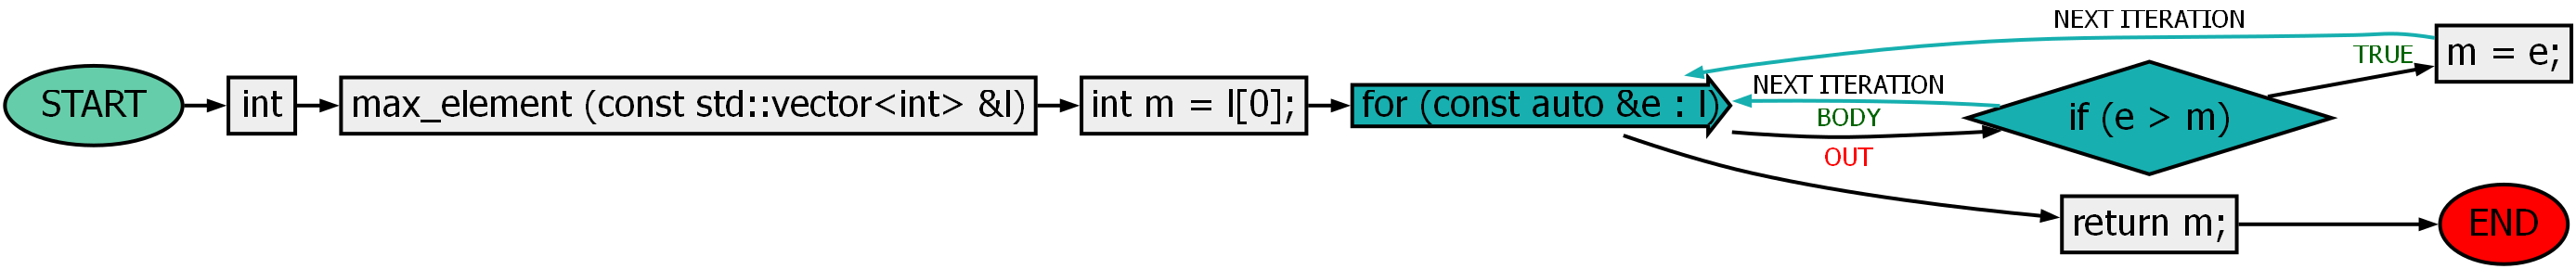 START
int
max_element (const std::vector<int> &l)
int m = l[0];
for (const auto &e : l)
NEXT ITERATION
BODY
OUT
if (e > m)
NEXT ITERATION
TRUE
m = e;
return m;
END